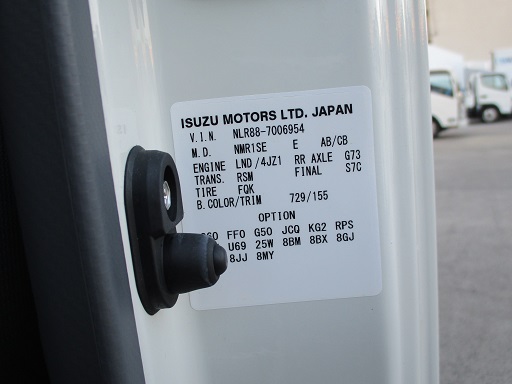 ISUZU MOTORS LTD. JAPAN
V.I.N. NLR88-7006954
M.D. NMR1SE E AB/CB
ENGINE LND/4JZ1 RR AXLE G73
TRANS. RSM FINAL S7C
TIRE FQK
B.COLOR/TRIM 729/155
OPTION
FFO G50 JCQ KG2 RPS
U69 25W 8BM 8BX 8GJ
8JJ 8MY